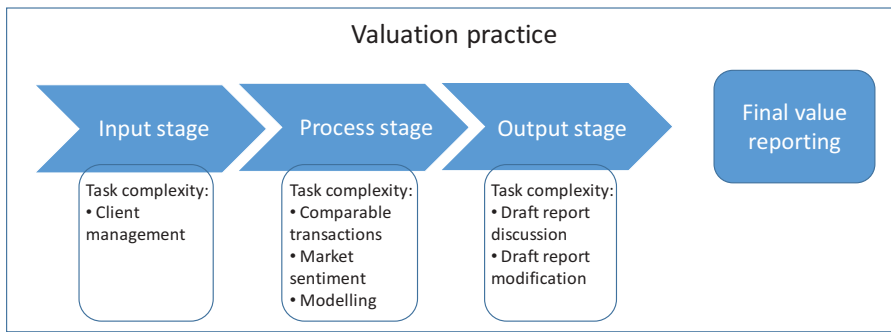 Valuation practice
Input stage
Process stage
Output stage
Final value
reporting
Task complexity:
• Client
management
Task complexity:
• Comparable
transactions
• Market
sentiment
• Modelling
Task complexity:
• Draft report
discussion
• Draft report
modification